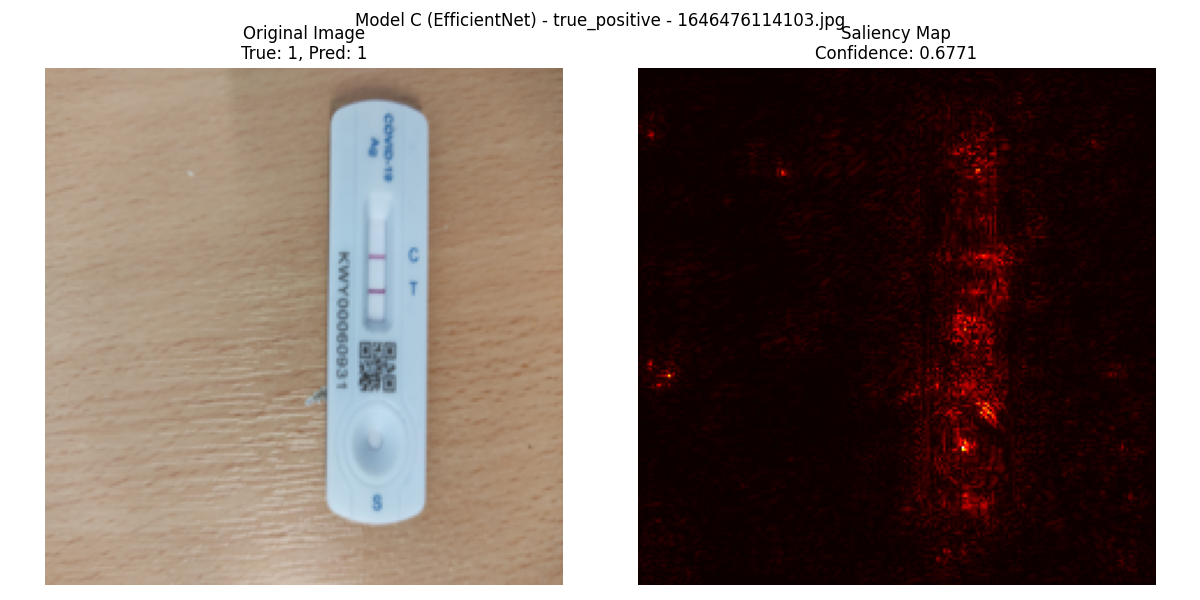 Model C (EfficientNet) - true_positive - 1646476114103.jpg
Original Image
True: 1, Pred: 1
Saliency Map
Confidence: 0.6771
COVID-19
Ag
C
T
KWY00060931
S